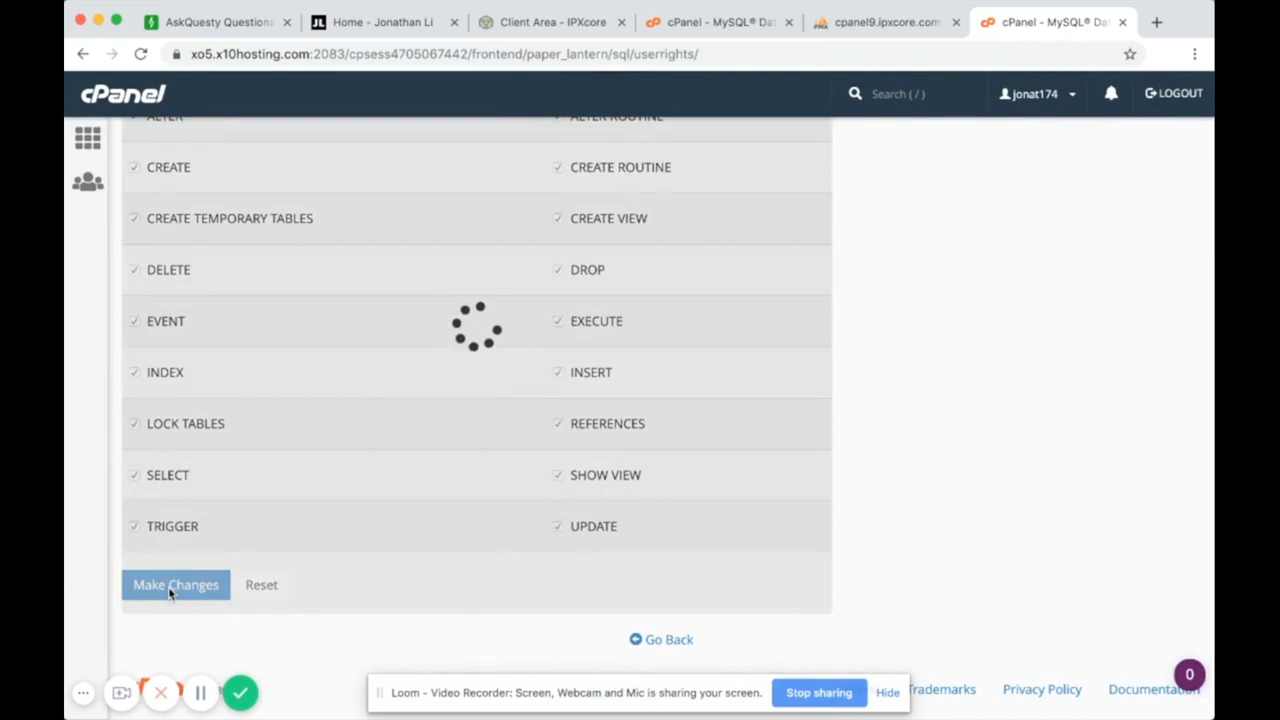 AskQuesty Questions
Home - Jonathan Li
Client Area - IPXcore
cPanel - MySQL® Dat
cpanel9.ipxcore.com
cPanel - MySQL® Dat
xo5.x10hosting.com:2083/cpsess4705067442/frontend/paper_lantern/sql/userrights/
cPanel
Search ( / )
jonat174
LOGOUT
ALTER
ALTER ROUTINE
CREATE
CREATE ROUTINE
CREATE TEMPORARY TABLES
CREATE VIEW
DELETE
DROP
EVENT
EXECUTE
INDEX
INSERT
LOCK TABLES
REFERENCES
SELECT
SHOW VIEW
TRIGGER
UPDATE
Make Changes
Reset
Go Back
0
Loom - Video Recorder: Screen, Webcam and Mic is sharing your screen.
Stop sharing
Hide
Trademarks
Privacy Policy
Documentation